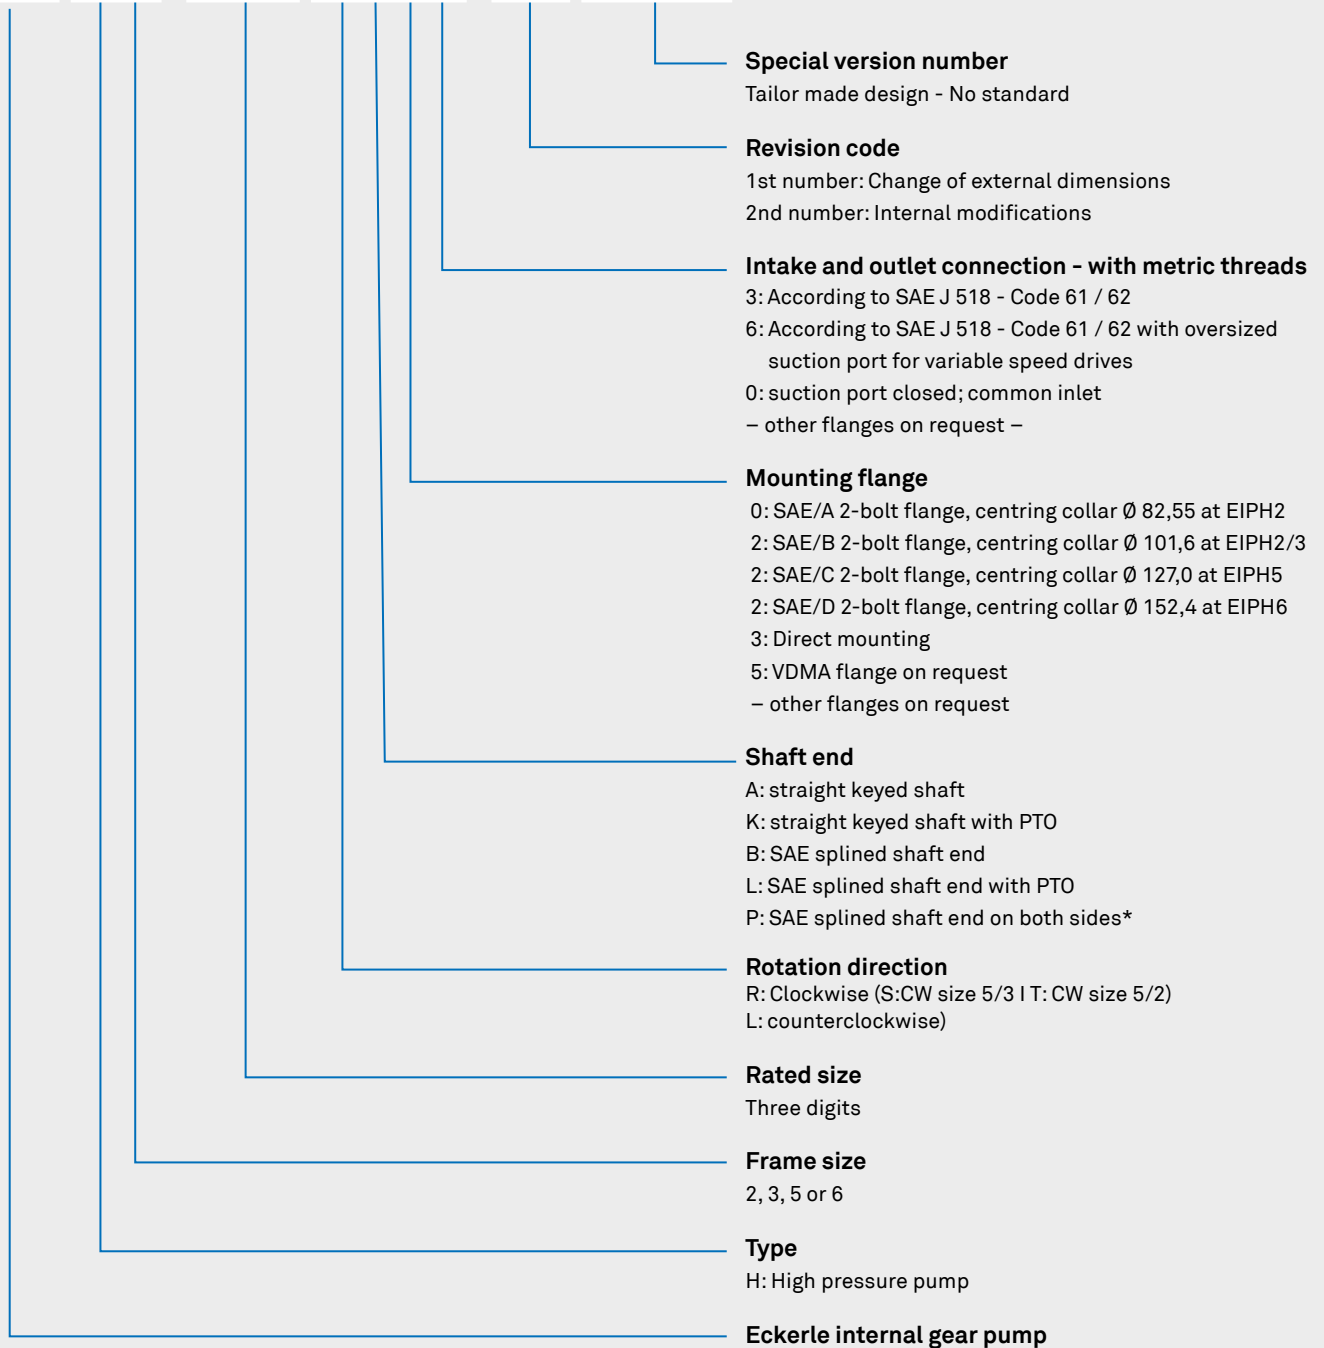 Special version number
Tailor made design - No standard
Revision code
1st number: Change of external dimensions
2nd number: Internal modifications
Intake and outlet connection - with metric threads
3: According to SAE J 518 - Code 61 / 62
6: According to SAE J 518 - Code 61 / 62 with oversized
suction port for variable speed drives
0: suction port closed; common inlet
– other flanges on request –
Mounting flange
0: SAE/A 2-bolt flange, centring collar Ø 82,55 at EIPH2
2: SAE/B 2-bolt flange, centring collar Ø 101,6 at EIPH2/3
2: SAE/C 2-bolt flange, centring collar Ø 127,0 at EIPH5
2: SAE/D 2-bolt flange, centring collar Ø 152,4 at EIPH6
3: Direct mounting
5: VDMA flange on request
– other flanges on request
Shaft end
A: straight keyed shaft
K: straight keyed shaft with PTO
B: SAE splined shaft end
L: SAE splined shaft end with PTO
P: SAE splined shaft end on both sides*
Rotation direction
R: Clockwise (S:CW size 5/3 I T: CW size 5/2)
L: counterclockwise)
Rated size
Three digits
Frame size
2, 3, 5 or 6
Type
H: High pressure pump
Eckerle internal gear pump